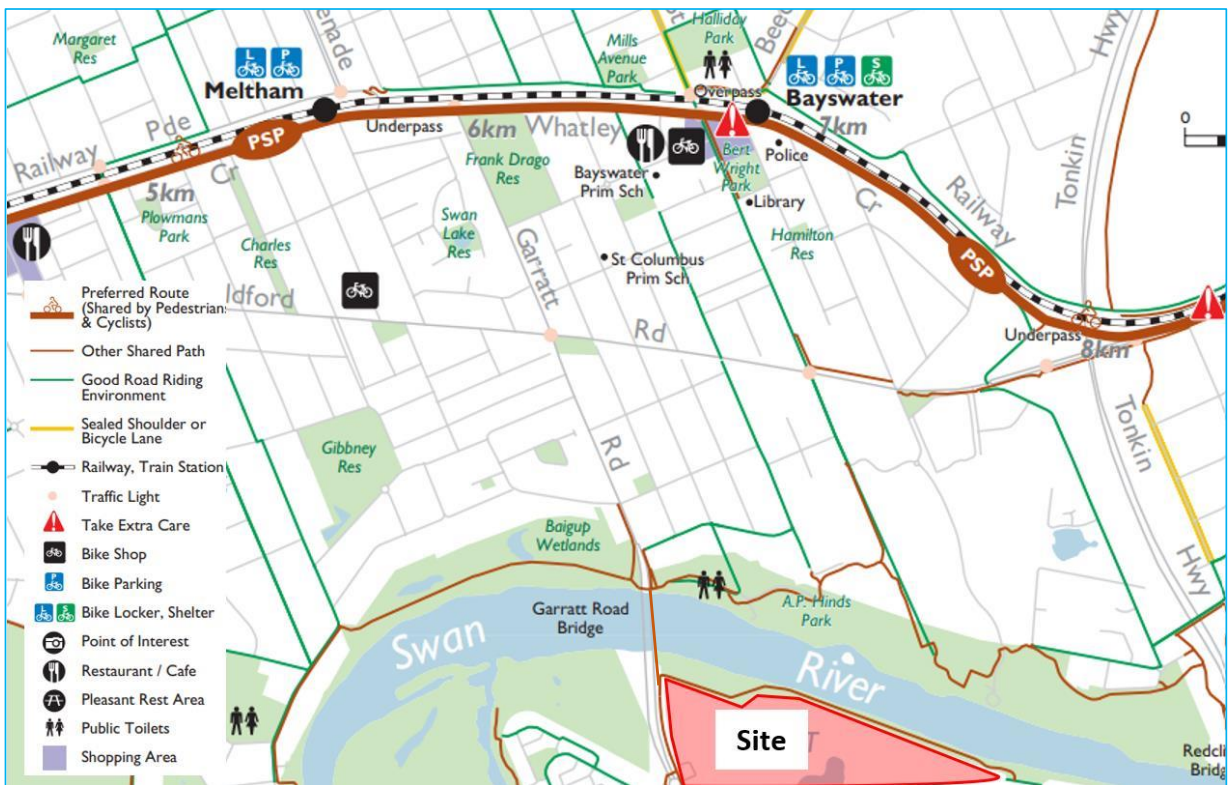 Margaret
Res
enade
Mills
Avenue
Park
Halliday
Park
Beec
Hwy
L
P
Meltham
L
P
S
Bayswater
Overpass
7km
Tonkin
0
Railway
Pde
PSP
Underpass
6km
Whatley
Police
5km
Cr
Frank Drago
Res
Bayswater
Prim Sch
Bert
Wright
Park
Library
Cr
Railway
Plowmans
Park
Charles
Res
Swan
Lake
Res
Garratt
St Columbus
Prim Sch
Hamilton
Res
PSP
ldford
Rd
Underpass
8km
Gibbney
Res
Rd
Tonkin
Baigup
Wetlands
Hwy
Garratt Road
Bridge
A.P. Hinds
Park
Swan
River
Site
T
Redcli
Bridg
Preferred Route
(Shared by Pedestrian
& Cyclists)
Other Shared Path
Good Road Riding
Environment
Sealed Shoulder or
Bicycle Lane
Railway, Train Station
Traffic Light
Take Extra Care
Bike Shop
P
Bike Parking
L
S
Bike Locker, Shelter
Point of Interest
Restaurant / Cafe
Pleasant Rest Area
Public Toilets
Shopping Area